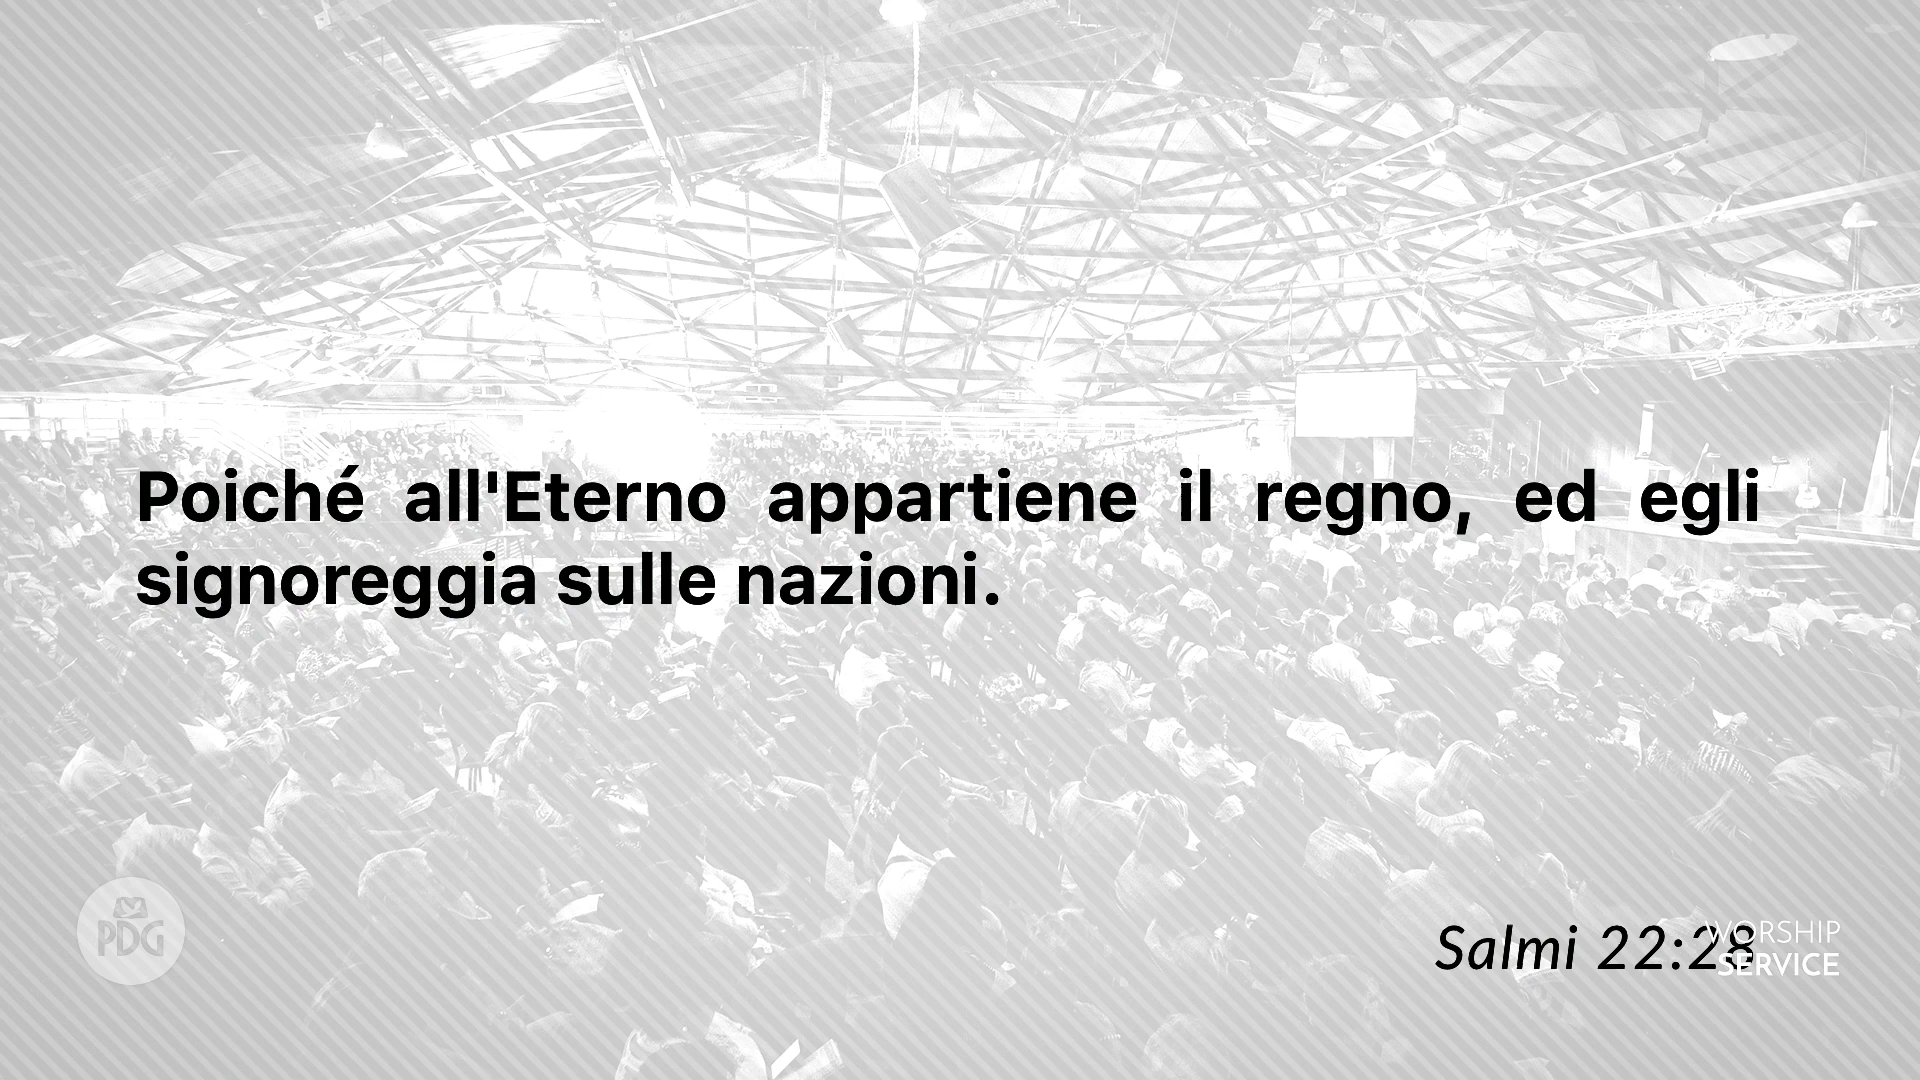 Poiché all'Eterno appartiene il regno, ed egli
signoreggia sulle nazioni.
PDG
Salmi 22:28
WORSHIP
SERVICE